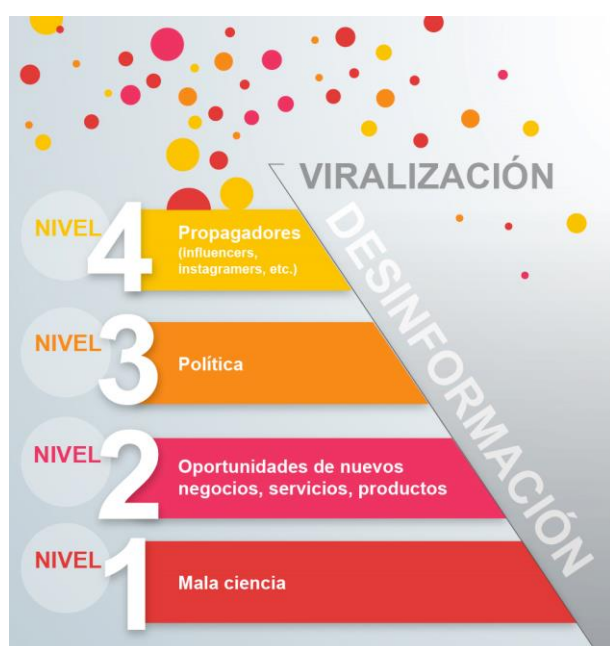 VIRALIZACIÓN
DESINFORMACIÓN
NIVEL 4
Propagadores
(influencers,
instagramers, etc.)
NIVEL 3
Política
NIVEL 2
Oportunidades de nuevos
negocios, servicios, productos
NIVEL 1
Mala ciencia